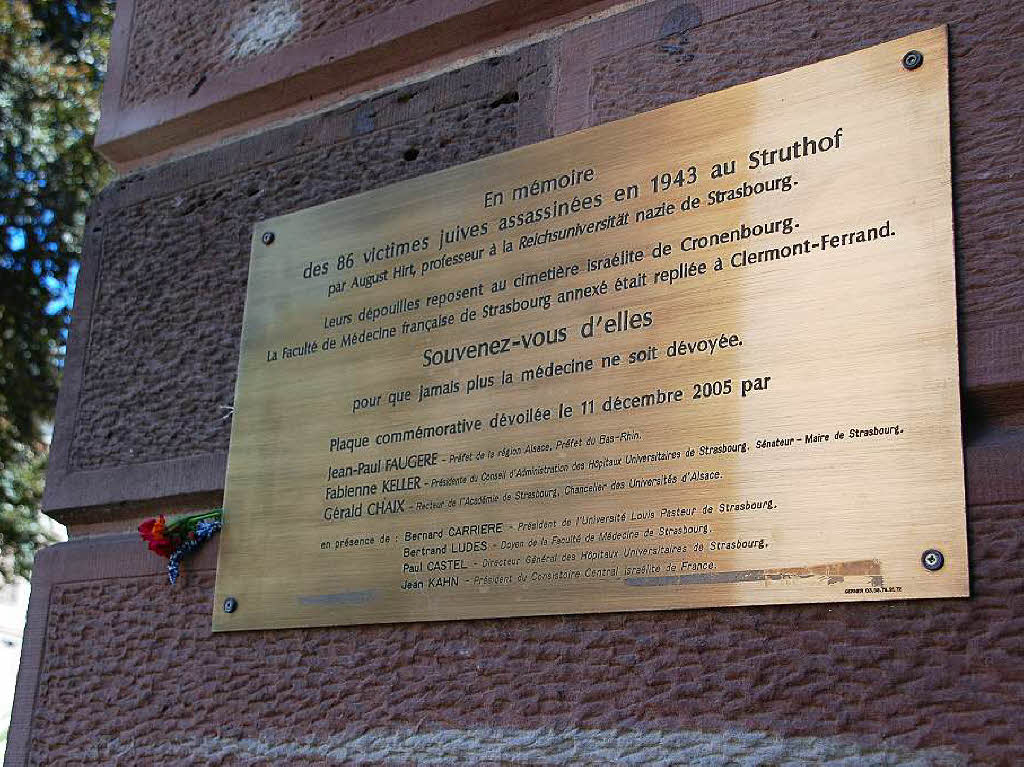 En mémoire
des 86 victimes juives assassinées en 1943 au Struthof
par August Hirt, professeur à la Reichsuniversität nazie de Strasbourg.
Leurs dépouilles reposent au cimetière israélite de Cronenbourg.
La Faculté de Médecine française de Strasbourg annexé était repliée à Clermont-Ferrand.
Souvenez-vous d'elles
pour que jamais plus la médecine ne soit dévoyée.
Plaque commémorative dévoilée le 11 décembre 2005 par
Jean-Paul FAUGERE - Préfet de la région Alsace, Préfet du Bas-Rhin.
Fabienne KELLER - Présidente du Conseil d'Administration des Hôpitaux Universitaires de Strasbourg. Sénateur - Maire de Strasbourg.
Gérald CHAIX - Recteur de l'Académie de Strasbourg, Chancelier des Universités d'Alsace.
en présence de : Bernard CARRIERE - Président de l'Université Louis Pasteur de Strasbourg.
Bertrand LUDES - Doyen de la Faculté de Médecine de Strasbourg.
Paul CASTEL - Directeur Général des Hôpitaux Universitaires de Strasbourg.
Jean KAHN - Président du Consistoire Central israélite de France.